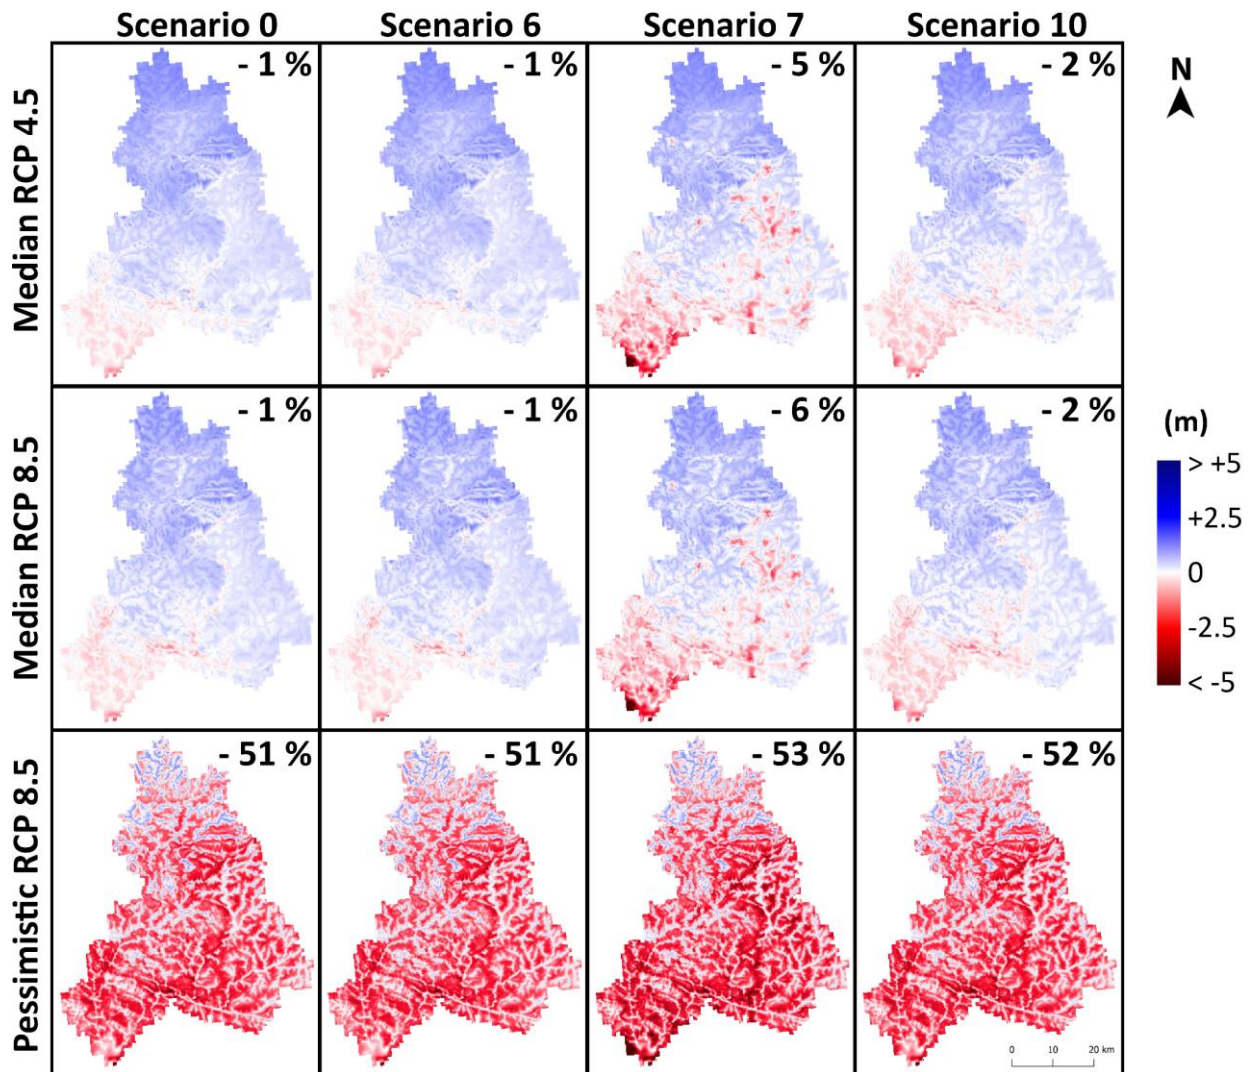 Scenario 0 Scenario 6 Scenario 7 Scenario 10
Median RCP 4.5
- 1 % - 1 % - 5 % - 2 %
N
Median RCP 8.5
- 1 % - 1 % - 6 % - 2 %
(m)
> +5
+2.5
0
-2.5
< -5
Pessimistic RCP 8.5
- 51 % - 51 % - 53 % - 52 %
0 10 20 km